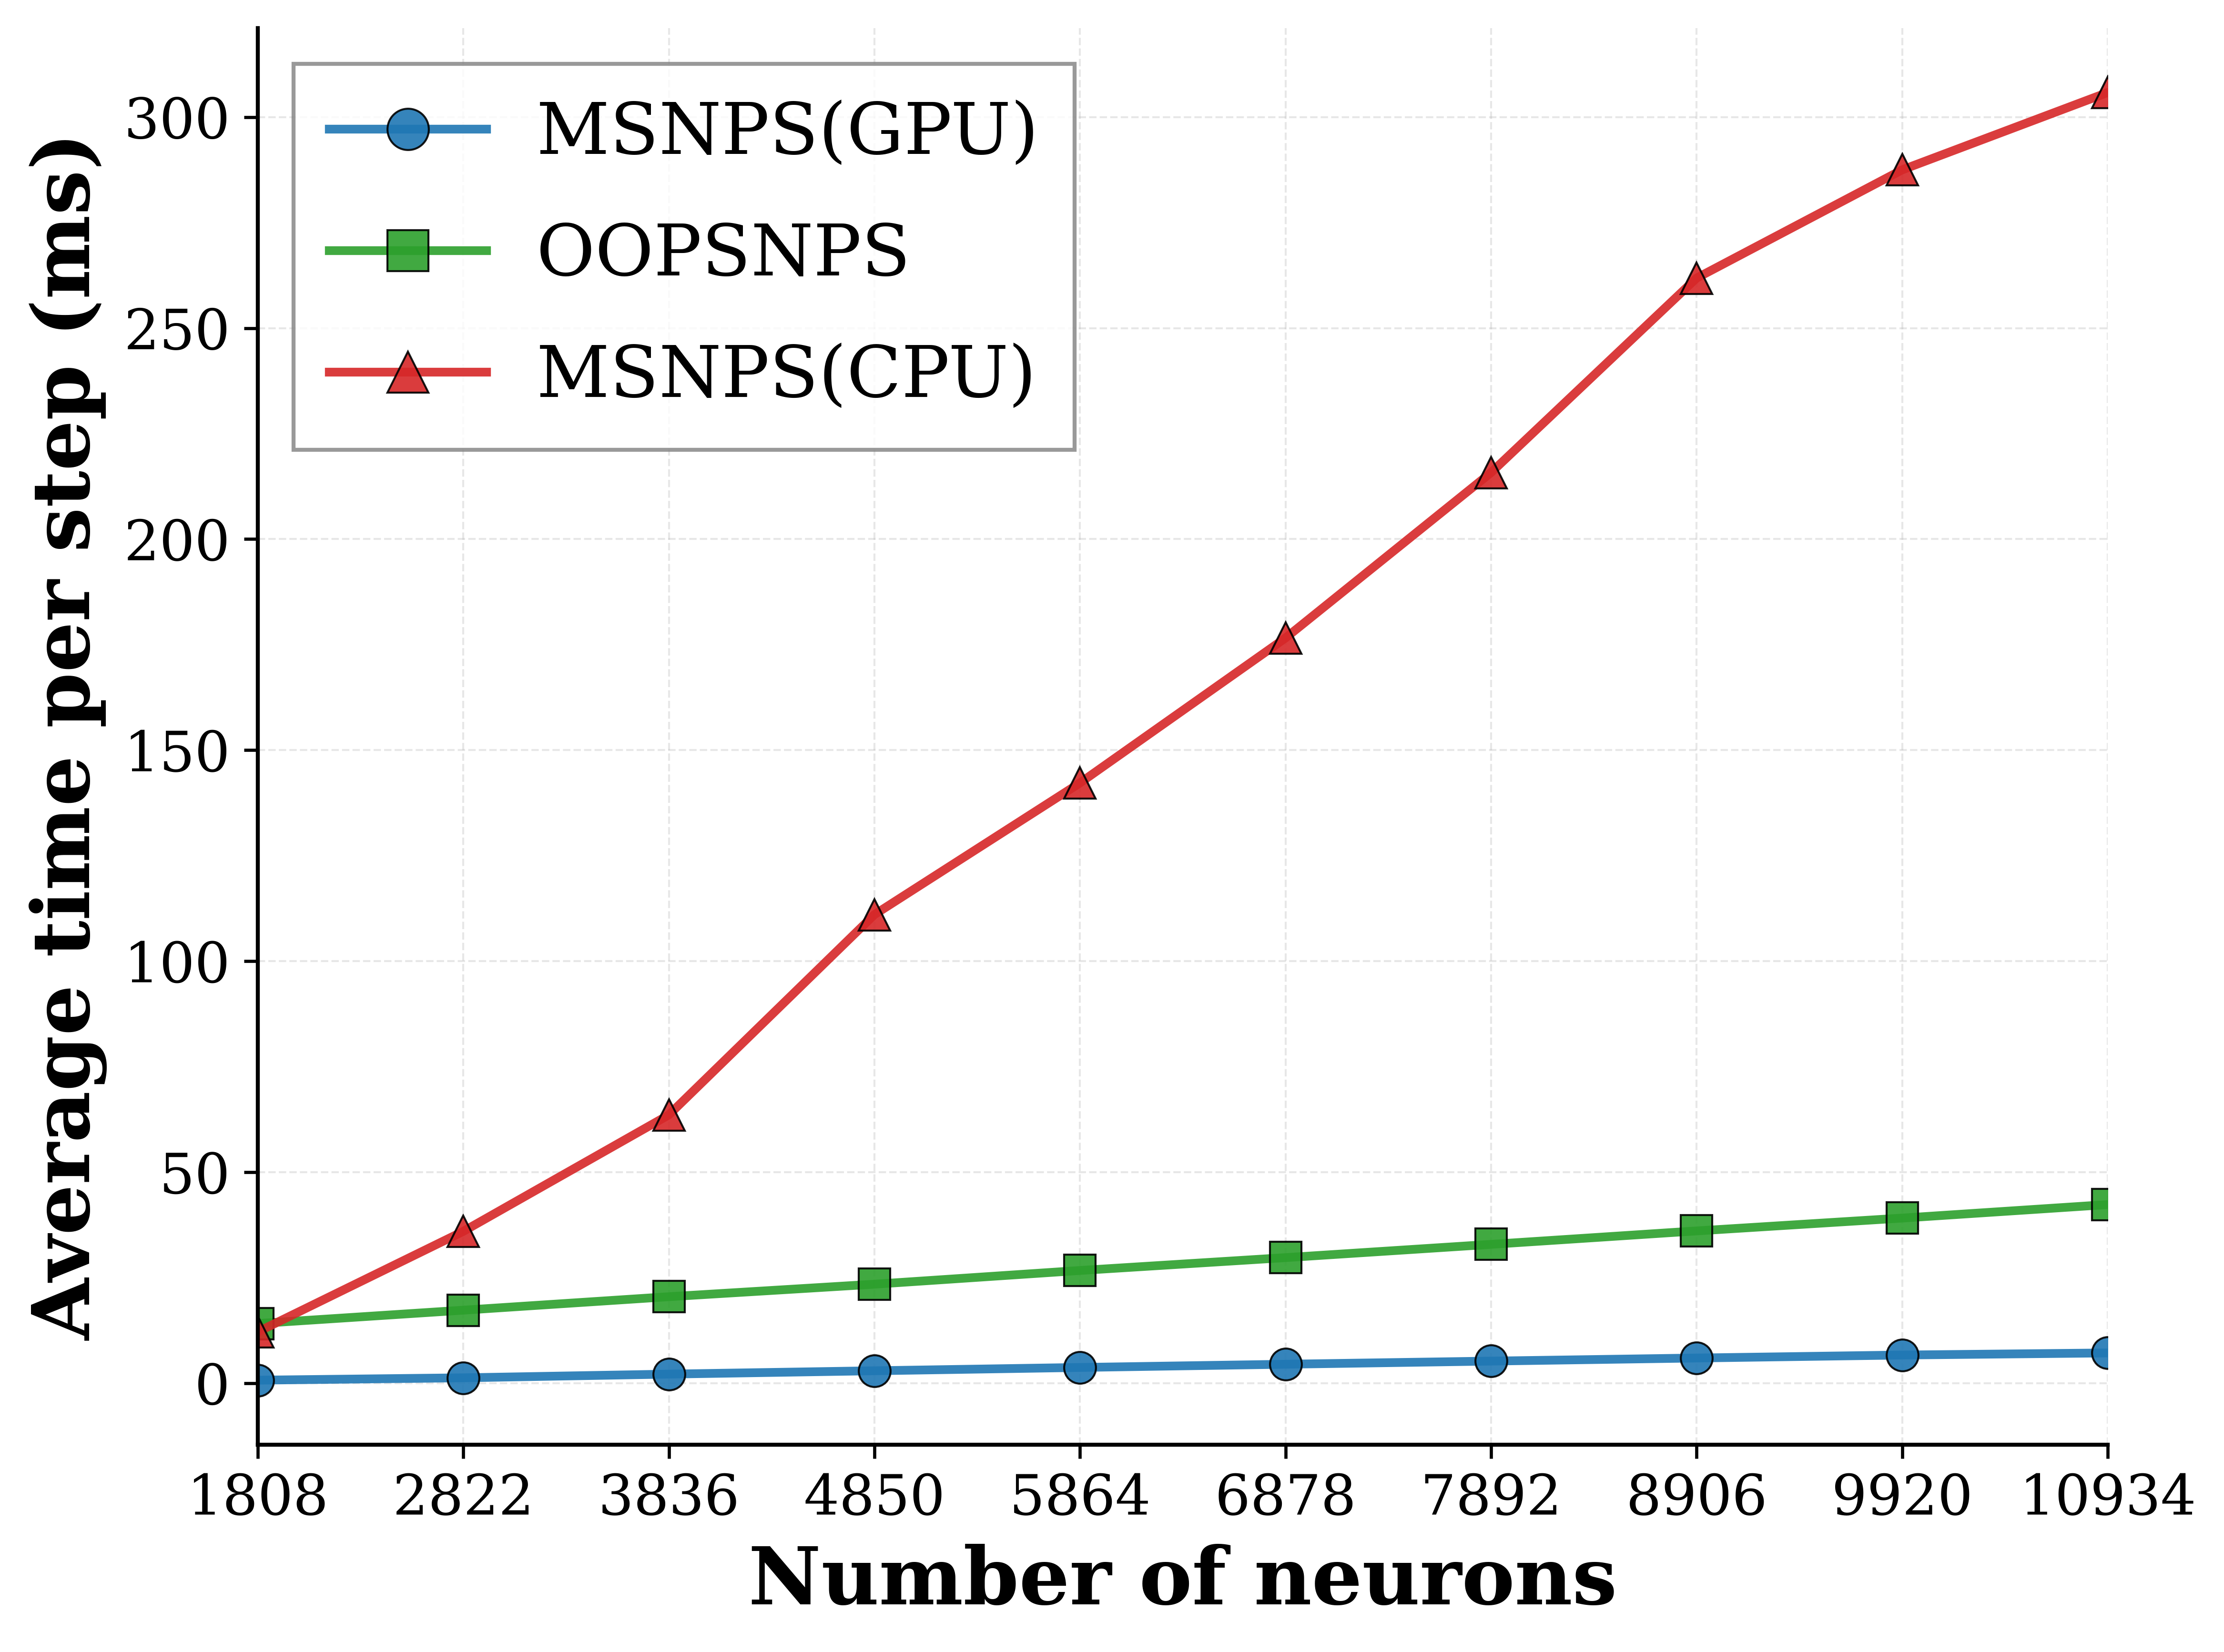 MSNPS(GPU)
OOPSNPS
MSNPS(CPU)
Average time per step (ms)
300
250
200
150
100
50
0
1808 2822 3836 4850 5864 6878 7892 8906 9920 10934
Number of neurons